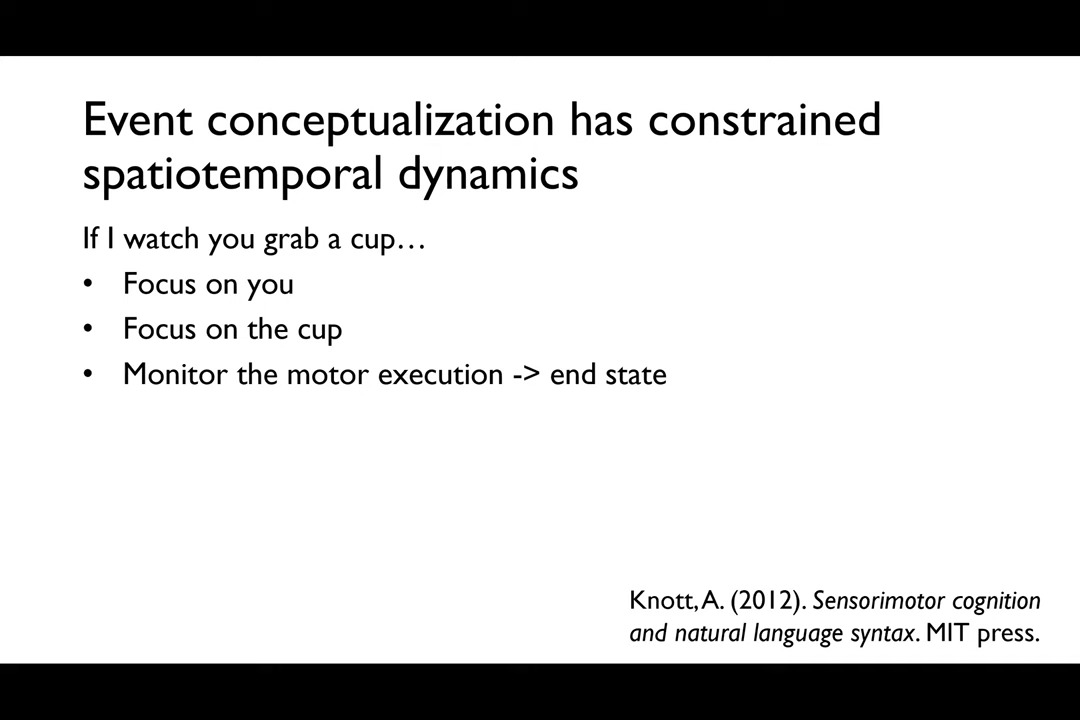 Event conceptualization has constrained
spatiotemporal dynamics
If I watch you grab a cup…
• Focus on you
• Focus on the cup
• Monitor the motor execution -> end state
Knott, A. (2012). Sensorimotor cognition
and natural language syntax. MIT press.